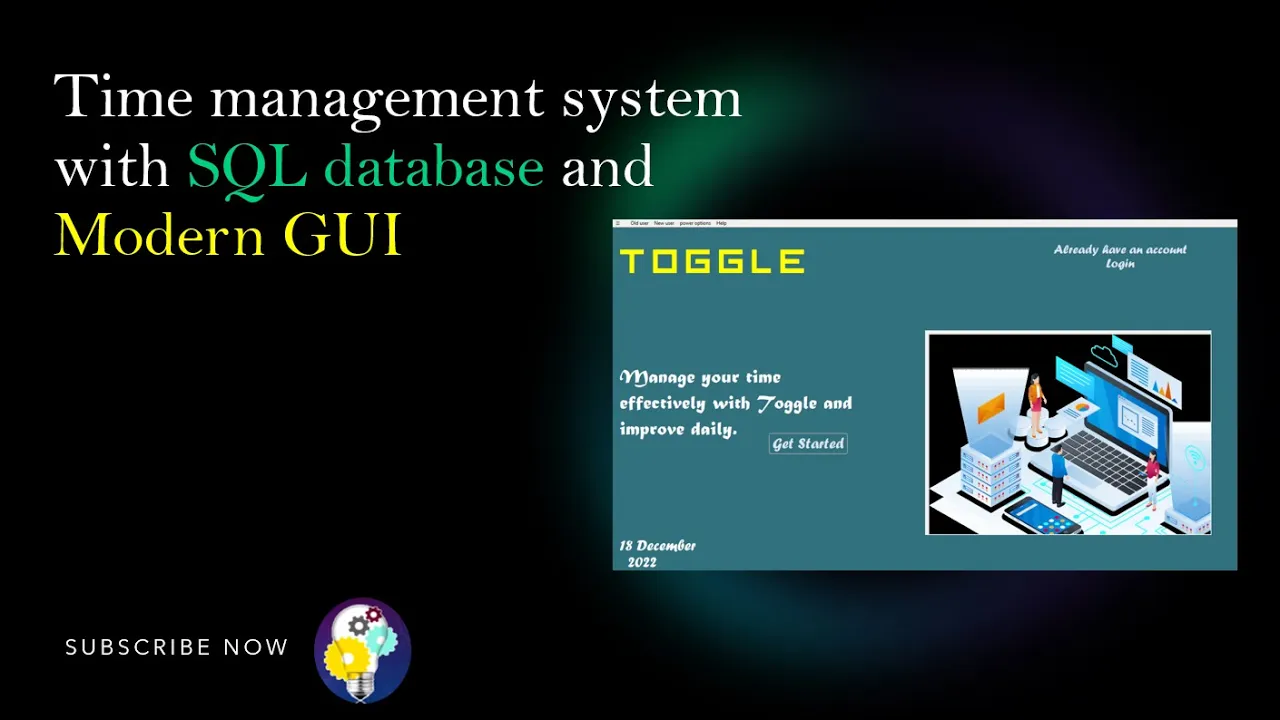 Time management system
with SQL database and
Modern GUI
Old user New user power options Help
TOGGLE
Already have an account
Login
Manage your time
effectively with Toggle and
improve daily.
Get Started
18 December
2022
SUBSCRIBE NOW